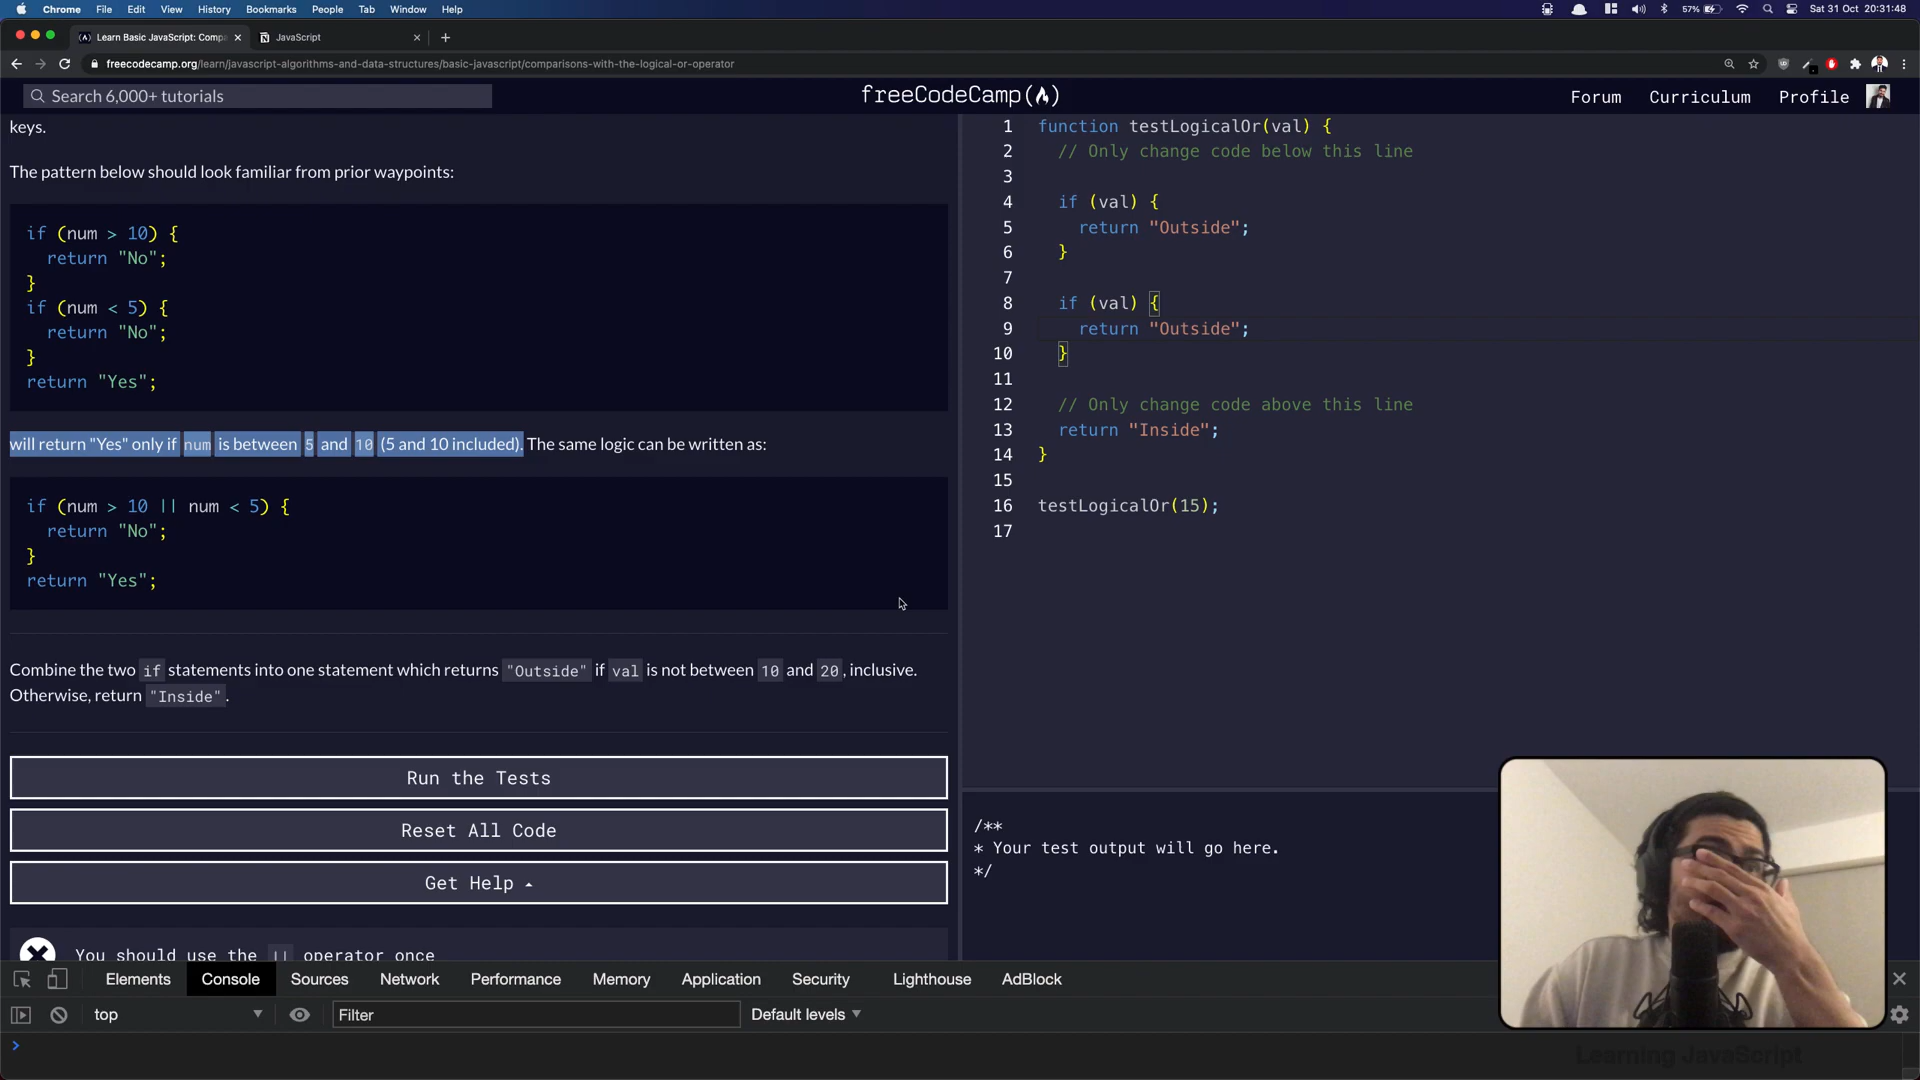 Chrome File Edit View History Bookmarks People Tab Window Help
57% Sat 31 Oct 20:31:48
Learn Basic JavaScript: Compa
JavaScript
freecodecamp.org/learn/javascript-algorithms-and-data-structures/basic-javascript/comparisons-with-the-logical-or-operator
Search 6,000+ tutorials
freeCodeCamp
Forum Curriculum Profile
keys.
The pattern below should look familiar from prior waypoints:
if (num > 10) {
return "No";
}
if (num < 5) {
return "No";
}
return "Yes";
will return "Yes" only if num is between 5 and 10 (5 and 10 included). The same logic can be written as:
if (num > 10 || num < 5) {
return "No";
}
return "Yes";
Combine the two if statements into one statement which returns "Outside" if val is not between 10 and 20, inclusive.
Otherwise, return "Inside".
Run the Tests
Reset All Code
Get Help
You should use the || operator once
1 function testLogicalOr(val) {
2 // Only change code below this line
3
4 if (val) {
5 return "Outside";
6 }
7
8 if (val) {
9 return "Outside";
10 }
11
12 // Only change code above this line
13 return "Inside";
14 }
15
16 testLogicalOr(15);
17
/**
* Your test output will go here.
*/
Elements Console Sources Network Performance Memory Application Security Lighthouse AdBlock
top Filter Default levels
>
Learning JavaScript